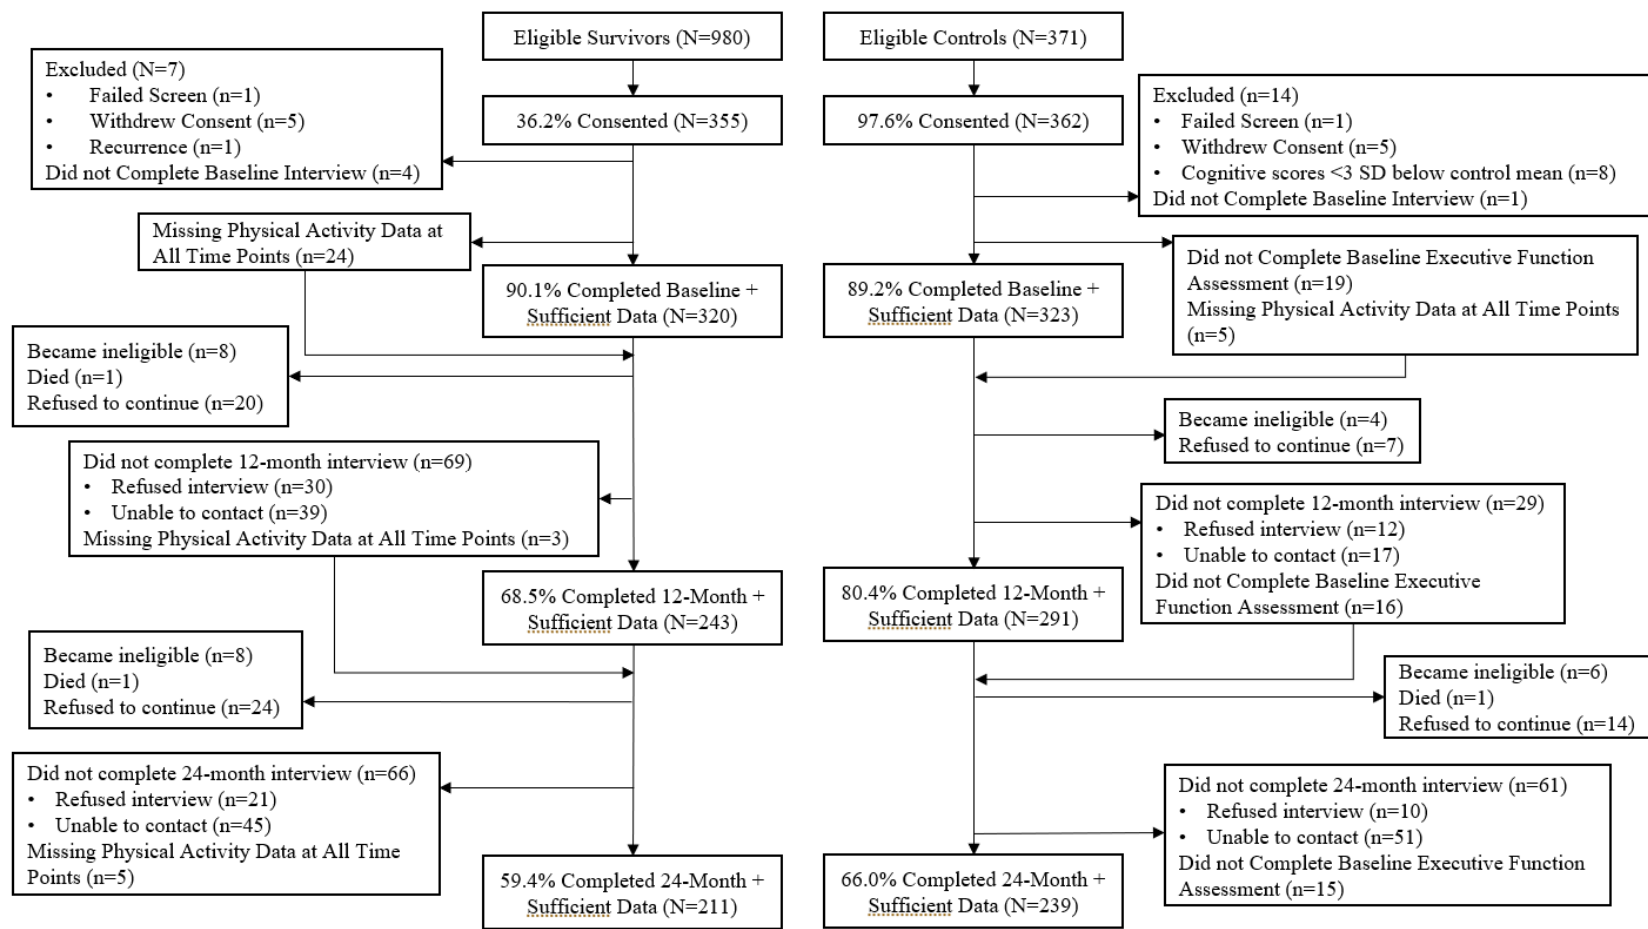 Eligible Survivors (N=980)
Eligible Controls (N=371)
Excluded (N=7)
• Failed Screen (n=1)
• Withdrew Consent (n=5)
• Recurrence (n=1)
Did not Complete Baseline Interview (n=4)
36.2% Consented (N=355)
97.6% Consented (N=362)
Excluded (n=14)
• Failed Screen (n=1)
• Withdrew Consent (n=5)
• Cognitive scores <3 SD below control mean (n=8)
Did not Complete Baseline Interview (n=1)
Missing Physical Activity Data at
All Time Points (n=24)
90.1% Completed Baseline +
Sufficient Data (N=320)
89.2% Completed Baseline +
Sufficient Data (N=323)
Did not Complete Baseline Executive Function
Assessment (n=19)
Missing Physical Activity Data at All Time Points
(n=5)
Became ineligible (n=8)
Died (n=1)
Refused to continue (n=20)
Became ineligible (n=4)
Refused to continue (n=7)
Did not complete 12-month interview (n=69)
• Refused interview (n=30)
• Unable to contact (n=39)
Missing Physical Activity Data at All Time Points (n=3)
Did not complete 12-month interview (n=29)
• Refused interview (n=12)
• Unable to contact (n=17)
Did not Complete Baseline Executive
Function Assessment (n=16)
68.5% Completed 12-Month +
Sufficient Data (N=243)
80.4% Completed 12-Month +
Sufficient Data (N=291)
Became ineligible (n=8)
Died (n=1)
Refused to continue (n=24)
Became ineligible (n=6)
Died (n=1)
Refused to continue (n=14)
Did not complete 24-month interview (n=66)
• Refused interview (n=21)
• Unable to contact (n=45)
Missing Physical Activity Data at All Time
Points (n=5)
Did not complete 24-month interview (n=61)
• Refused interview (n=10)
• Unable to contact (n=51)
Did not Complete Baseline Executive Function
Assessment (n=15)
59.4% Completed 24-Month +
Sufficient Data (N=211)
66.0% Completed 24-Month +
Sufficient Data (N=239)